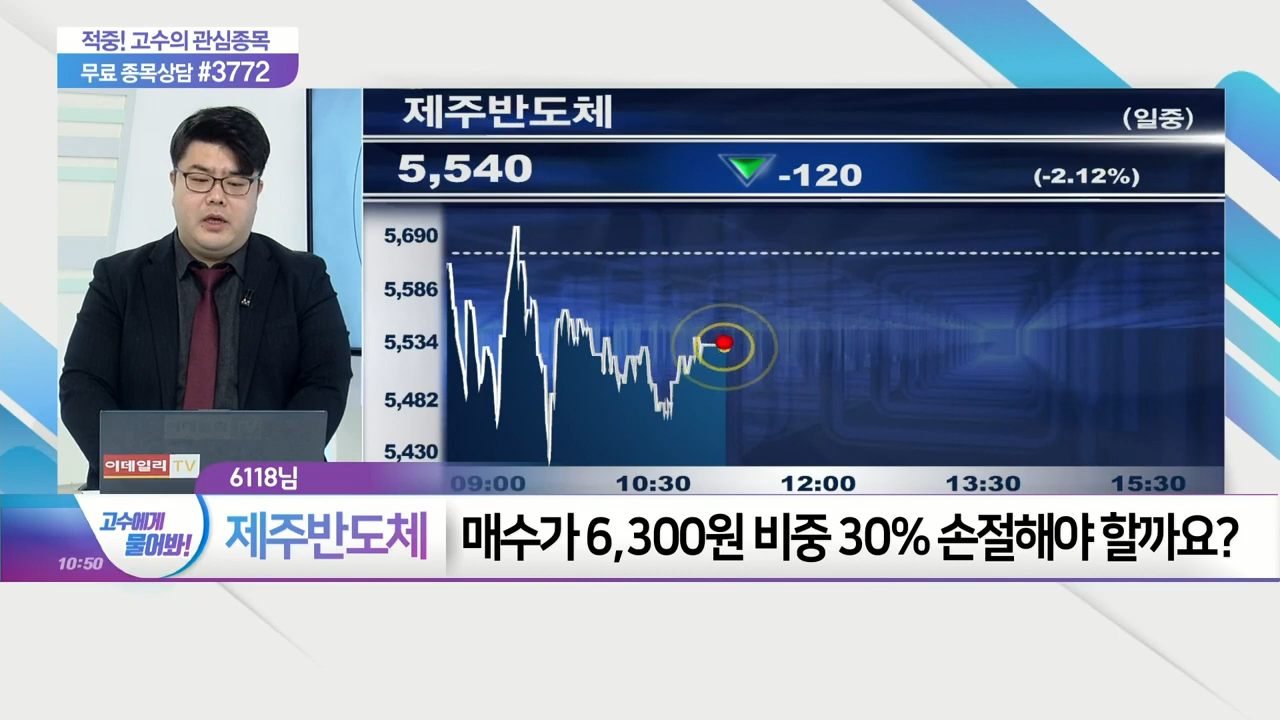 적중! 고수의 관심종목
무료 종목상담 #3772
제주반도체
(일중)
5,540
-120
(-2.12%)
5,690
5,586
5,534
5,482
5,430
09:00
10:30
12:00
13:30
15:30
이데일리 TV
6118님
고수에게
물어봐!
10:50
제주반도체
매수가 6,300원 비중 30% 손절해야 할까요?